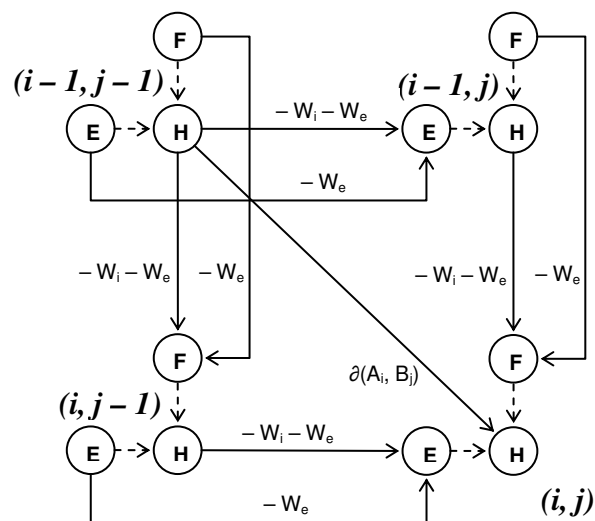 F F
(i – 1, j – 1) (i – 1, j)
– Wi – We
E H E H
– We
– Wi – We – We – Wi – We – We
F F
∂(Ai, Bj)
(i, j – 1)
– Wi – We
E H E H
– We
(i, j)